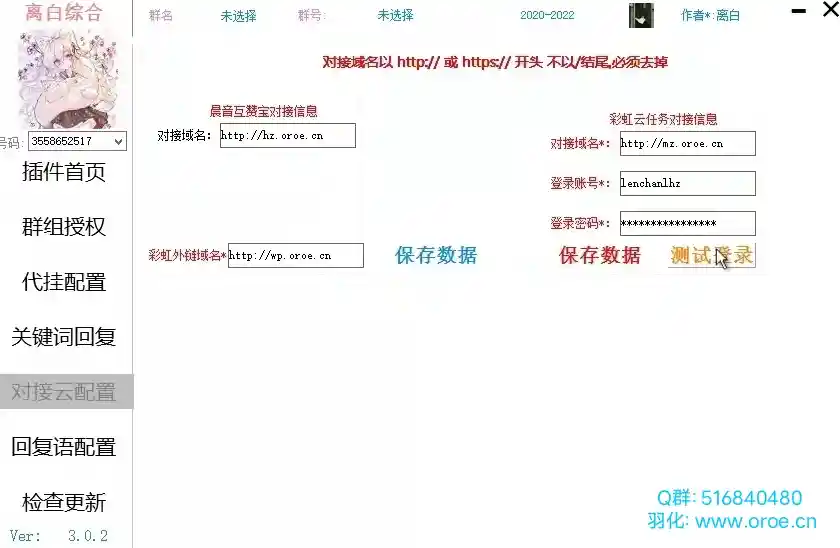 离白综合
群名 未选择 群号: 未选择 2020-2022 作者*:离白
对接域名以 http:// 或 https:// 开头 不以/结尾,必须去掉
晨音互赞宝对接信息
对接域名: http://hz.oroe.cn
彩虹云任务对接信息
对接域名*: http://mz.oroe.cn
登录账号*: lenchanlhz
登录密码*: ****************
彩虹外链域名* http://wp.oroe.cn 保存数据
保存数据 测试登录
号码: 3558652517
插件首页
群组授权
代挂配置
关键词回复
对接云配置
回复语配置
检查更新
Ver: 3.0.2
Q群: 516840480
羽化: www.oroe.cn